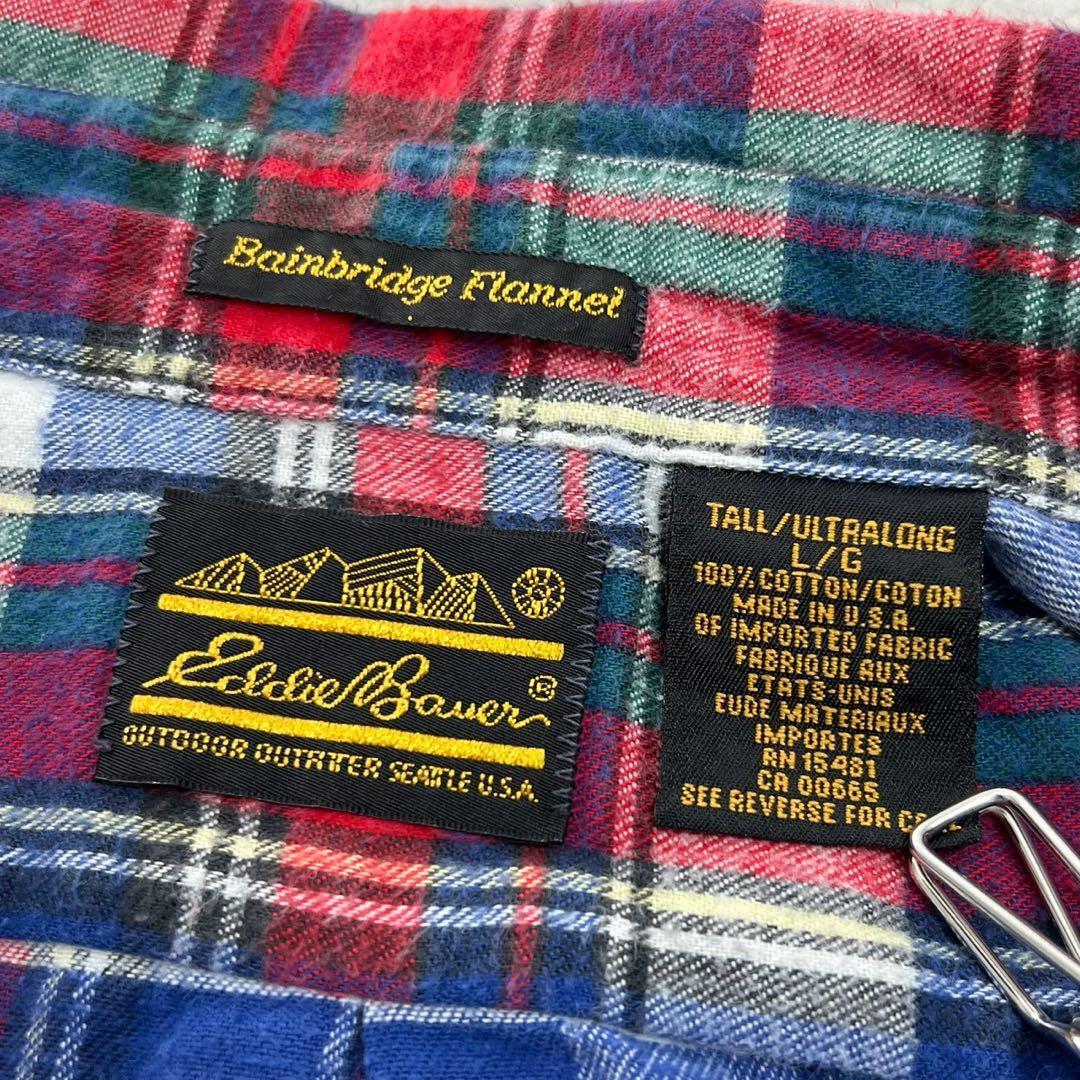 Bainbridge Flannel
Eddie Bauer ®
OUTDOOR OUTFITTER SEATTLE U.S.A.
TALL/ULTRALONG
L/G
100% COTTON/COTON
MADE IN U.S.A.
OF IMPORTED FABRIC
FABRIQUE AUX
ETATS-UNIS
EUDE MATERIAUX
IMPORTES
RN 15481
CA 00665
SEE REVERSE FOR